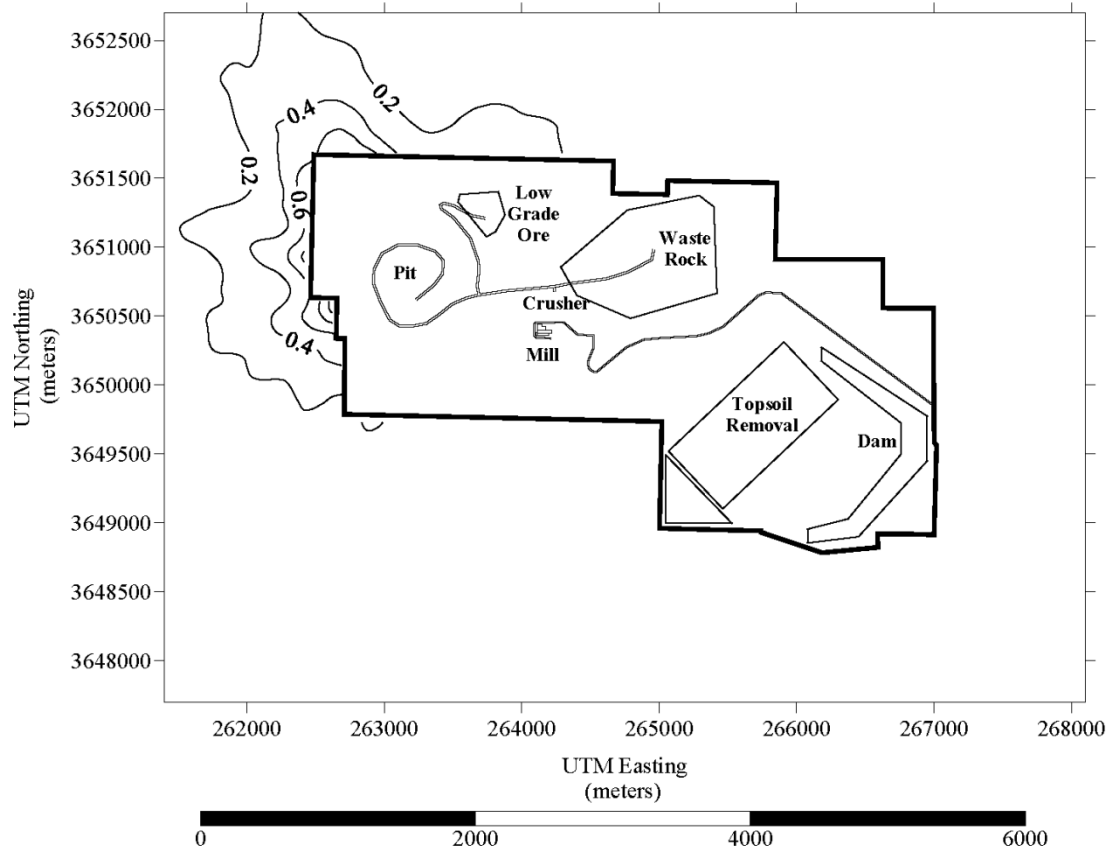 3652500
3652000
3651500
3651000
3650500
3650000
3649500
3649000
3648500
3648000
UTM Northing
(meters)
0.2
0.4
0.2
0.6
0.4
Low
Grade
Ore
Waste
Rock
Pit
Crusher
Mill
Topsoil
Removal
Dam
262000
263000
264000
265000
266000
267000
268000
UTM Easting
(meters)
0
2000
4000
6000